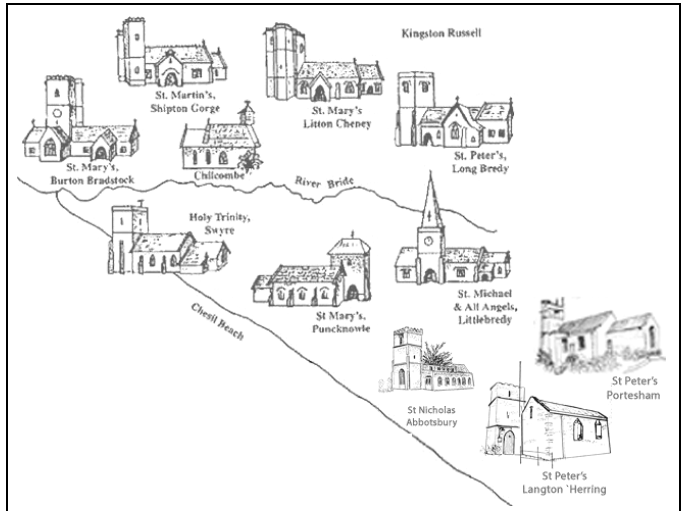 Kingston Russell
St. Martin's,
Shipton Gorge
St. Mary's
Litton Cheney
St. Mary's,
Burton Bradstock
Chilcombe
St. Peter's,
Long Bredy
River Bride
Holy Trinity,
Swyre
St Mary's,
Puncknowle
St. Michael
& All Angels,
Littlebredy
Chesil Beach
St Nicholas
Abbotsbury
St Peter's
Portesham
St Peter's
Langton `Herring